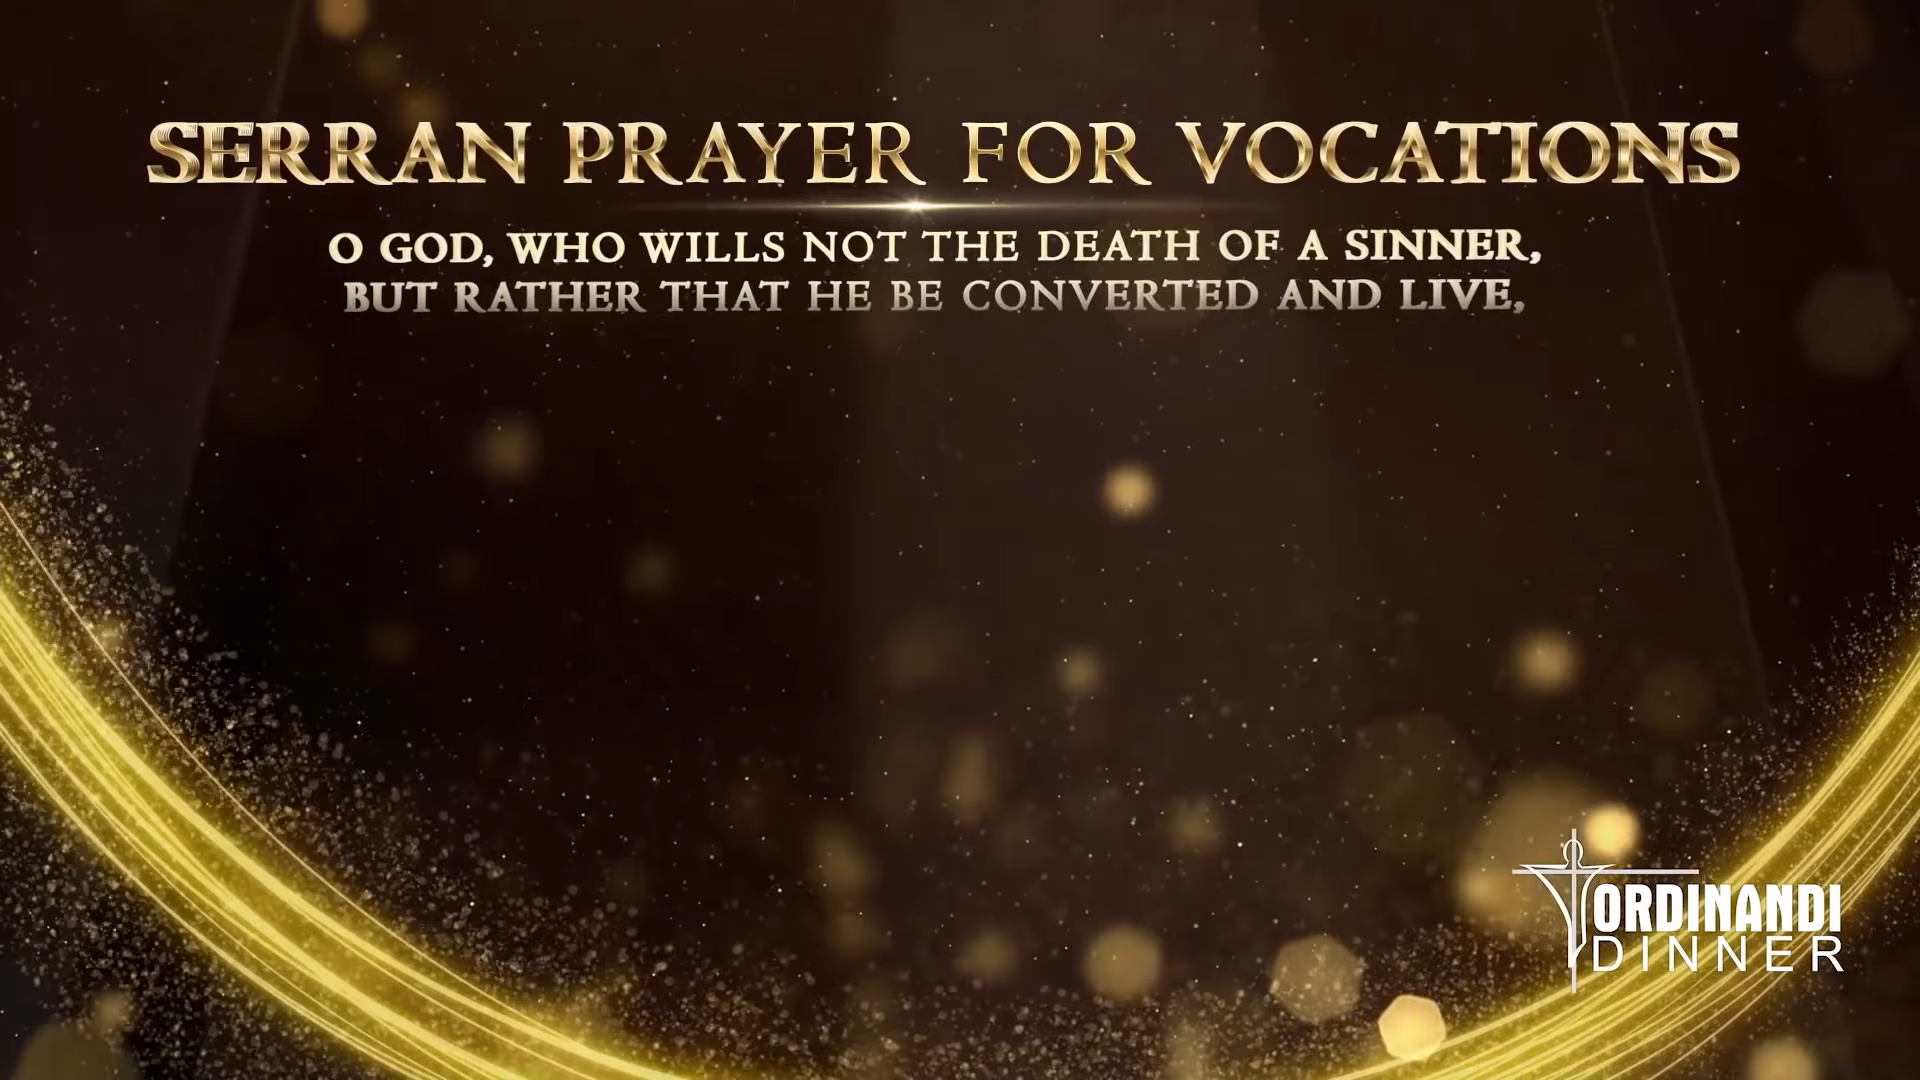 SERRAN PRAYER FOR VOCATIONS
O GOD, WHO WILLS NOT THE DEATH OF A SINNER,
BUT RATHER THAT HE BE CONVERTED AND LIVE,
ORDINANDI
DINNER